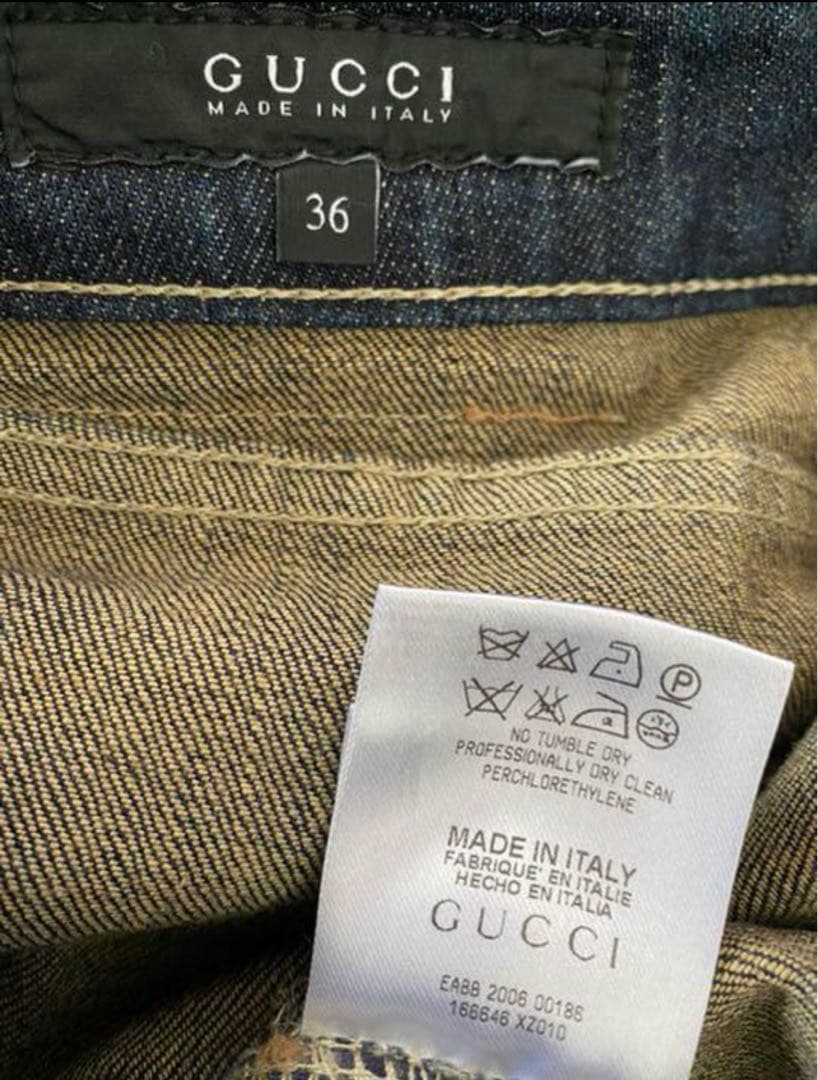 GUCCI
MADE IN ITALY
36
P
NO TUMBLE DRY
PROFESSIONALLY DRY CLEAN
PERCHLORETHYLENE
MADE IN ITALY
FABRIQUE' EN ITALIE
HECHO EN ITALIA
GUCCI
EABB 2006 00186
166646 XZ010